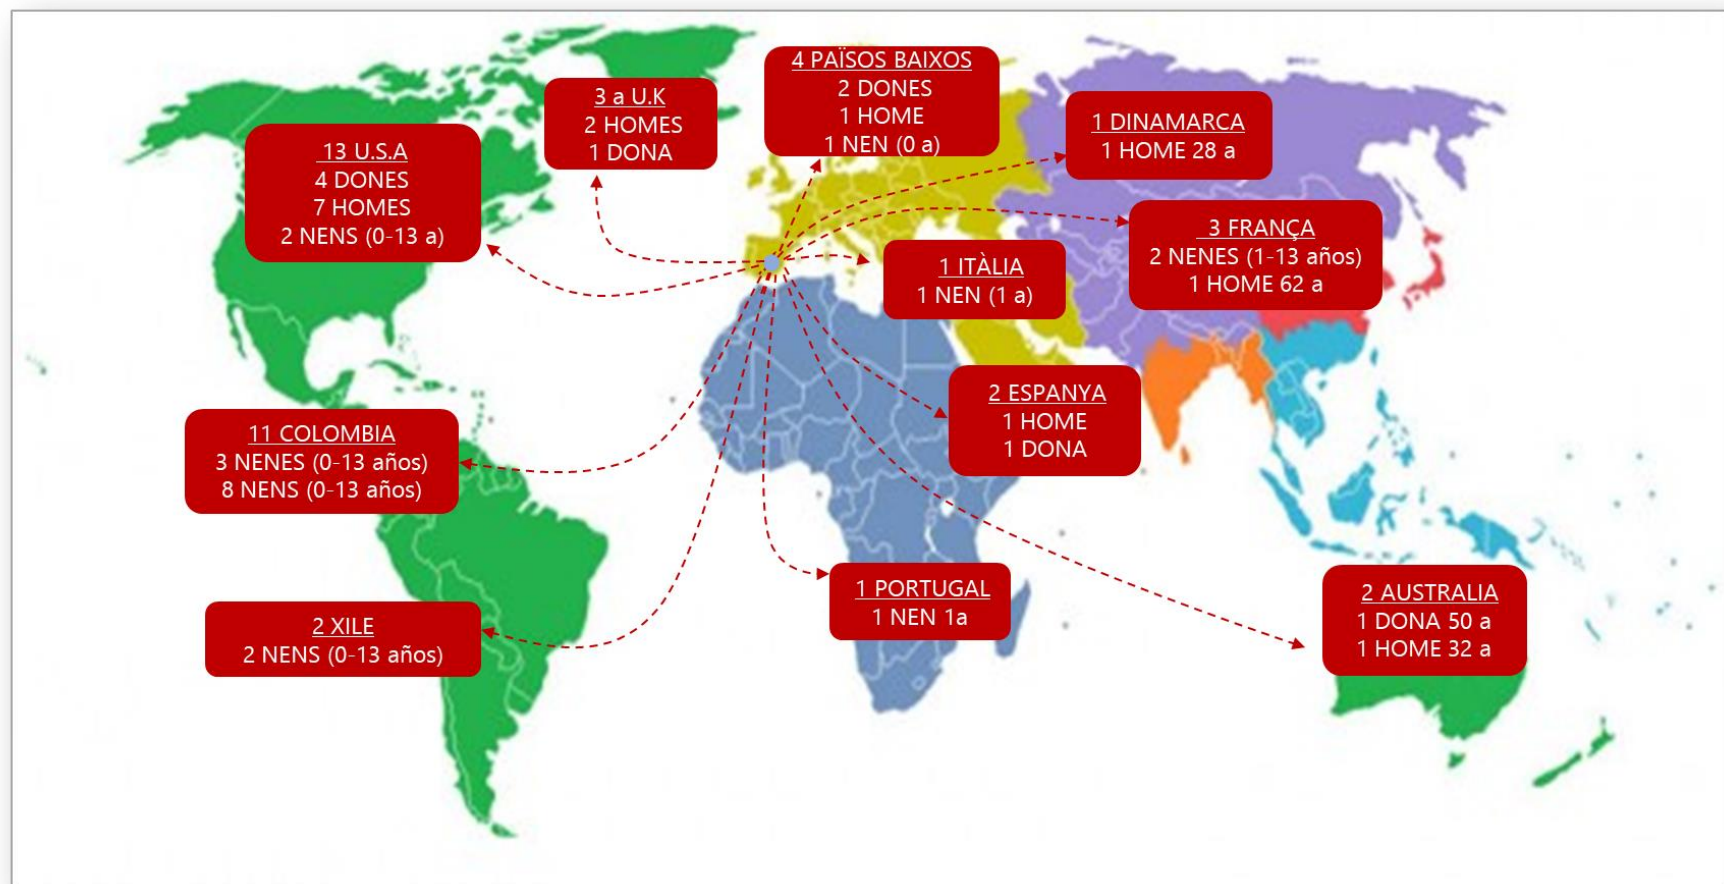 4 PAÏSOS BAIXOS
2 DONES
1 HOME
1 NEN (0 a)
3 a U.K
2 HOMES
1 DONA
1 DINAMARCA
1 HOME 28 a
13 U.S.A
4 DONES
7 HOMES
2 NENS (0-13 a)
3 FRANÇA
2 NENES (1-13 años)
1 HOME 62 a
1 ITÀLIA
1 NEN (1 a)
2 ESPANYA
1 HOME
1 DONA
11 COLOMBIA
3 NENES (0-13 años)
8 NENS (0-13 años)
1 PORTUGAL
1 NEN 1a
2 AUSTRALIA
1 DONA 50 a
1 HOME 32 a
2 XILE
2 NENS (0-13 años)